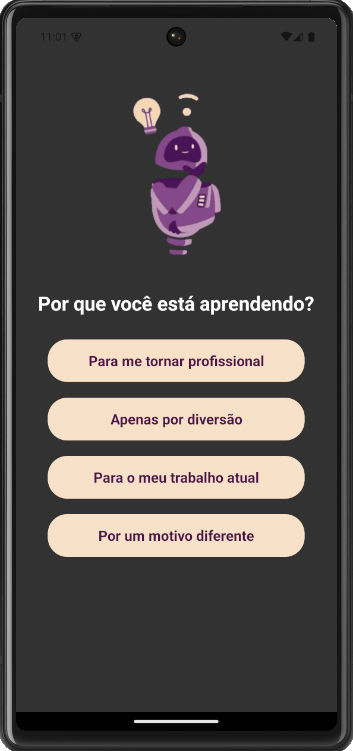 11:01
Por que você está aprendendo?
Para me tornar profissional
Apenas por diversão
Para o meu trabalho atual
Por um motivo diferente